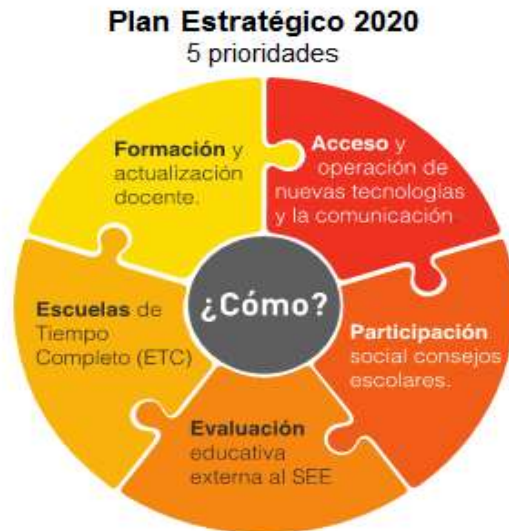 Plan Estratégico 2020
5 prioridades
Formación y
actualización
docente.
Acceso y
operación de
nuevas tecnologías
y la comunicación
¿Cómo?
Escuelas de
Tiempo
Completo (ETC)
Participación
social consejos
escolares.
Evaluación
educativa
externa al SEE